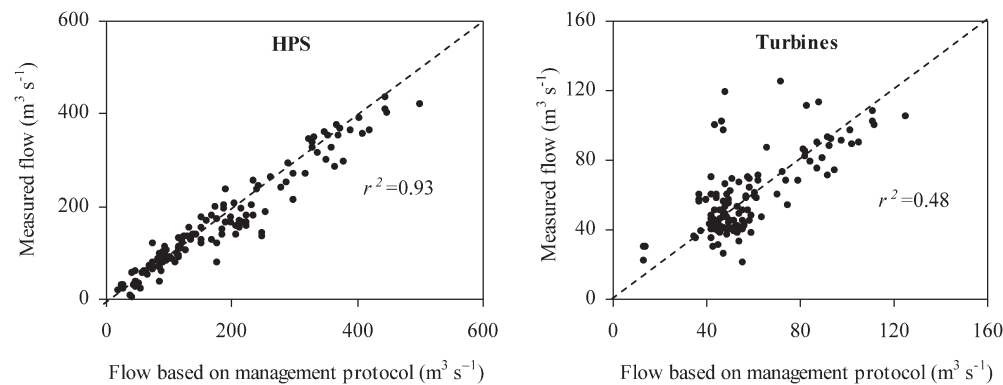 HPS
Measured flow (m³ s⁻¹)
600
400
200
0
r²=0.93
0 200 400 600
Flow based on management protocol (m³ s⁻¹)
Turbines
Measured flow (m³ s⁻¹)
160
120
80
40
0
r²=0.48
0 40 80 120 160
Flow based on management protocol (m³ s⁻¹)